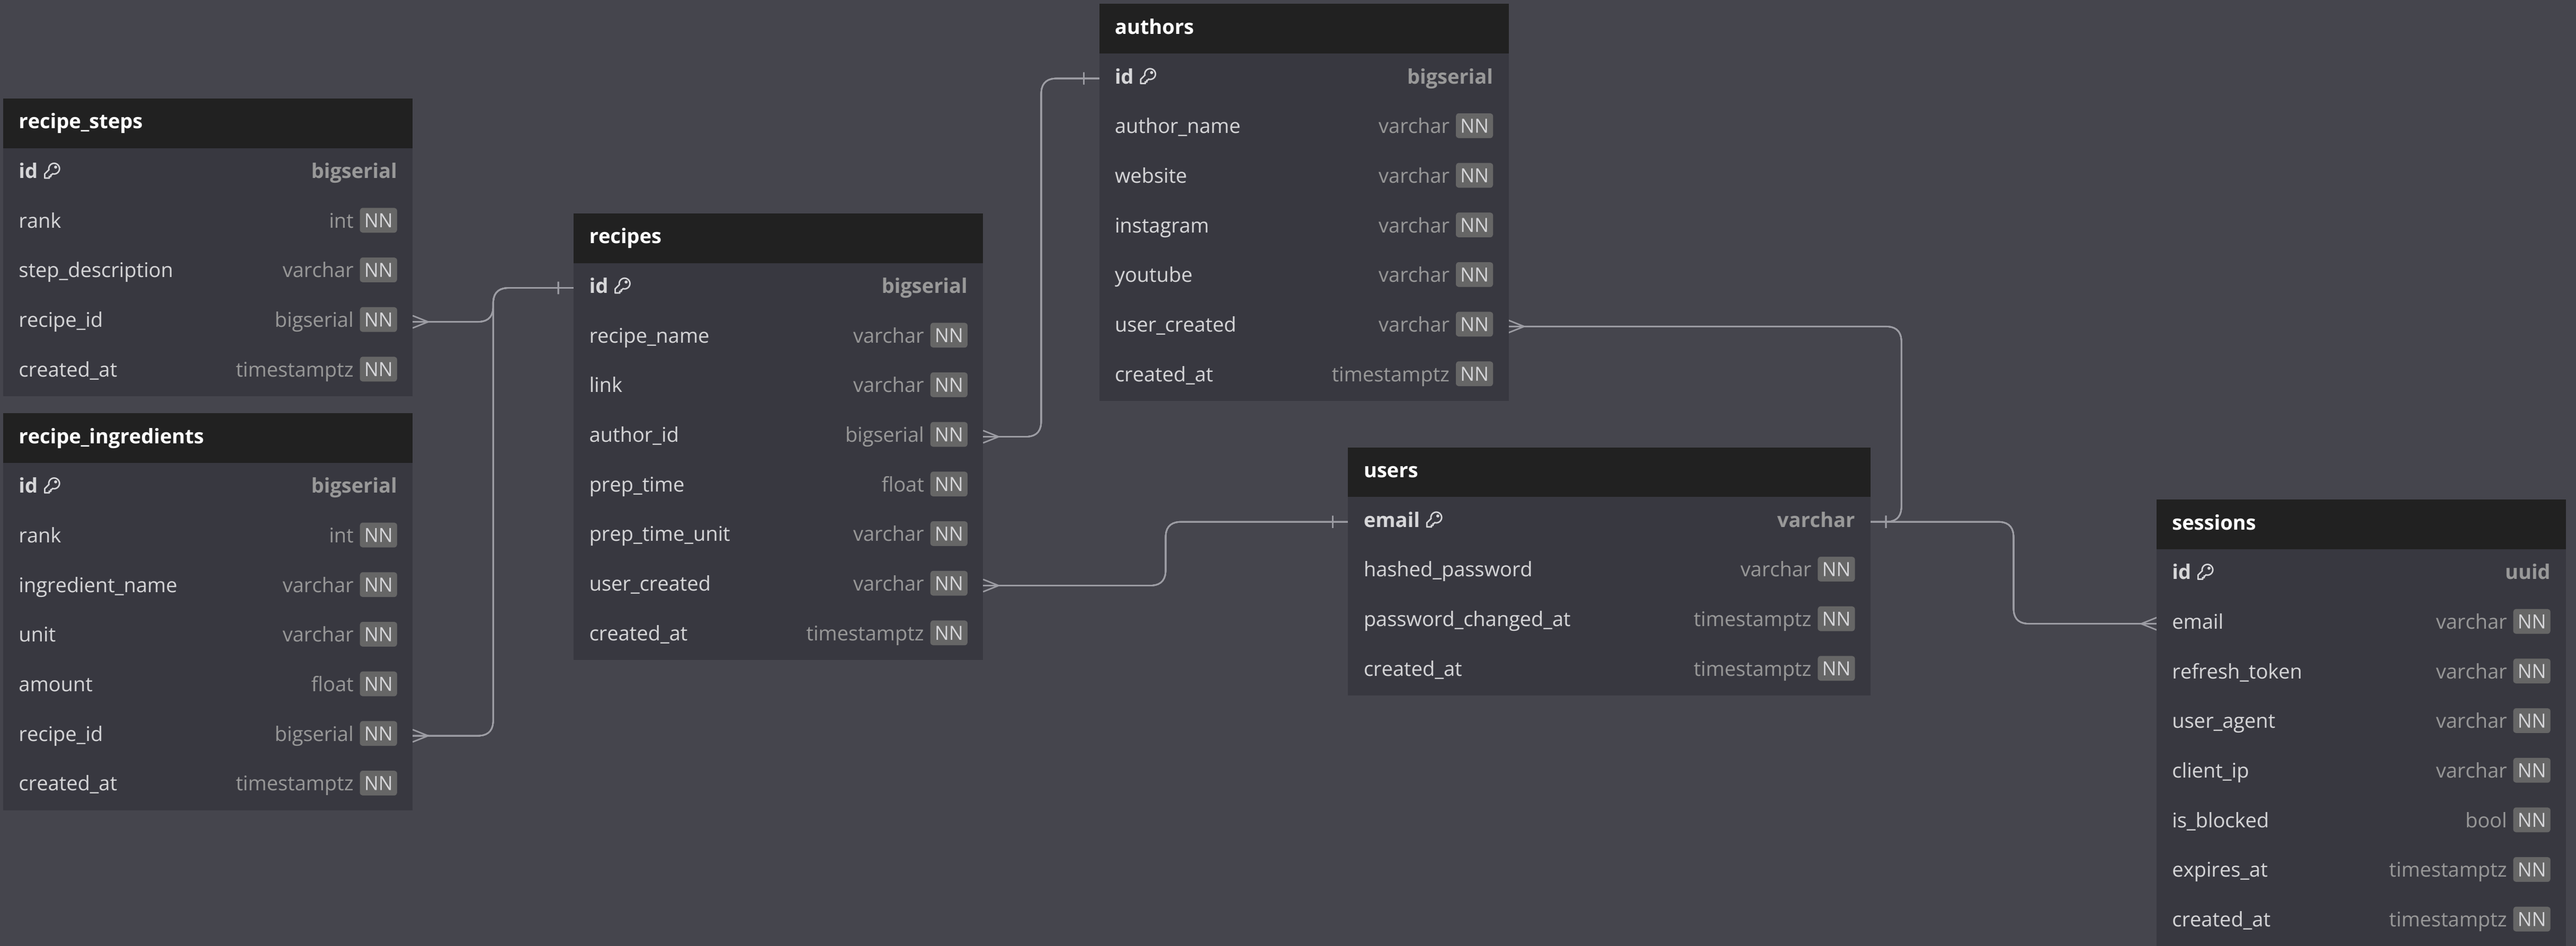 recipe_steps
id bigserial
rank int NN
step_description varchar NN
recipe_id bigserial NN
created_at timestamptz NN
recipe_ingredients
id bigserial
rank int NN
ingredient_name varchar NN
unit varchar NN
amount float NN
recipe_id bigserial NN
created_at timestamptz NN
recipes
id bigserial
recipe_name varchar NN
link varchar NN
author_id bigserial NN
prep_time float NN
prep_time_unit varchar NN
user_created varchar NN
created_at timestamptz NN
authors
id bigserial
author_name varchar NN
website varchar NN
instagram varchar NN
youtube varchar NN
user_created varchar NN
created_at timestamptz NN
users
email varchar
hashed_password varchar NN
password_changed_at timestamptz NN
created_at timestamptz NN
sessions
id uuid
email varchar NN
refresh_token varchar NN
user_agent varchar NN
client_ip varchar NN
is_blocked bool NN
expires_at timestamptz NN
created_at timestamptz NN